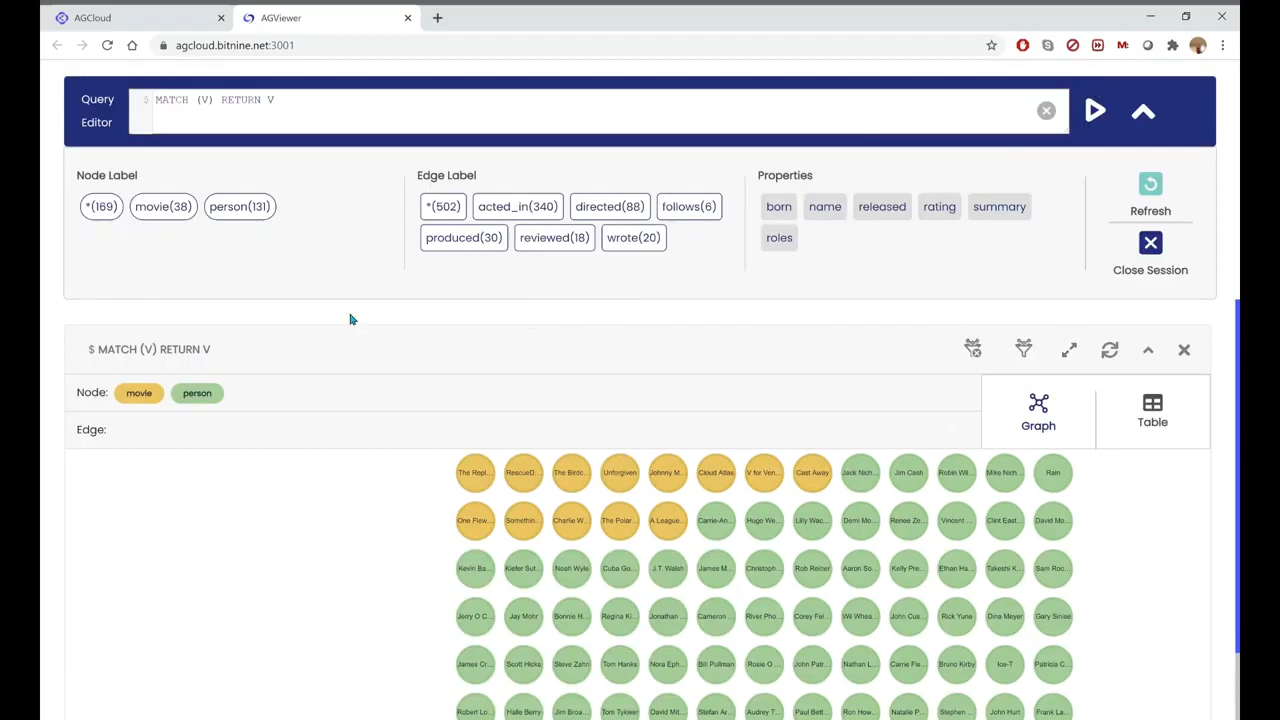 AGCloud
AGViewer
agcloud.bitnine.net:3001
Query
Editor
$ MATCH (V) RETURN V
Node Label
*(169) movie(38) person(131)
Edge Label
*(502) acted_in(340) directed(88) follows(6)
produced(30) reviewed(18) wrote(20)
Properties
born name released rating summary
roles
Refresh
Close Session
$ MATCH (V) RETURN V
Node: movie person
Edge:
Graph
Table
The Repl... RescueD... The Birdc... Unforgiven Johnny M... Cloud Atlas V for Ven... Cast Away Jack Nich... Jim Cash Robin Wil... Mike Nich... Rain
One Flew... Somethin... Charlie W... The Polar... A League... Carrie-An... Hugo We... Lilly Wac... Demi Mo... Renee Ze... Vincent ... Clint East... David Mo...
Kevin Ba... Kiefer Sut... Noah Wyle Cuba Go... J.T. Walsh James M... Christoph... Rob Reiner Aaron So... Kelly Pre... Ethan Ha... Takeshi K... Sam Roc...
Jerry O C... Jay Mohr Bonnie H... Regina Ki... Jonathan ... Cameron ... River Pho... Corey Fel... Wil Whea... John Cus... Rick Yune Dina Meyer Gary Sinise
James Cr... Scott Hicks Steve Zahn Tom Hanks Nora Eph... Bill Pullman Rosie O ... John Patr... Nathan L... Carrie Fis... Bruno Kirby Ice-T Patricia C...
Robert Lo... Halle Berry Jim Broa... Tom Tykwer David Mit... Stefan Ar... Audrey T... Paul Bett... Ron How... Natalie P... Stephen ... John Hurt Frank La...